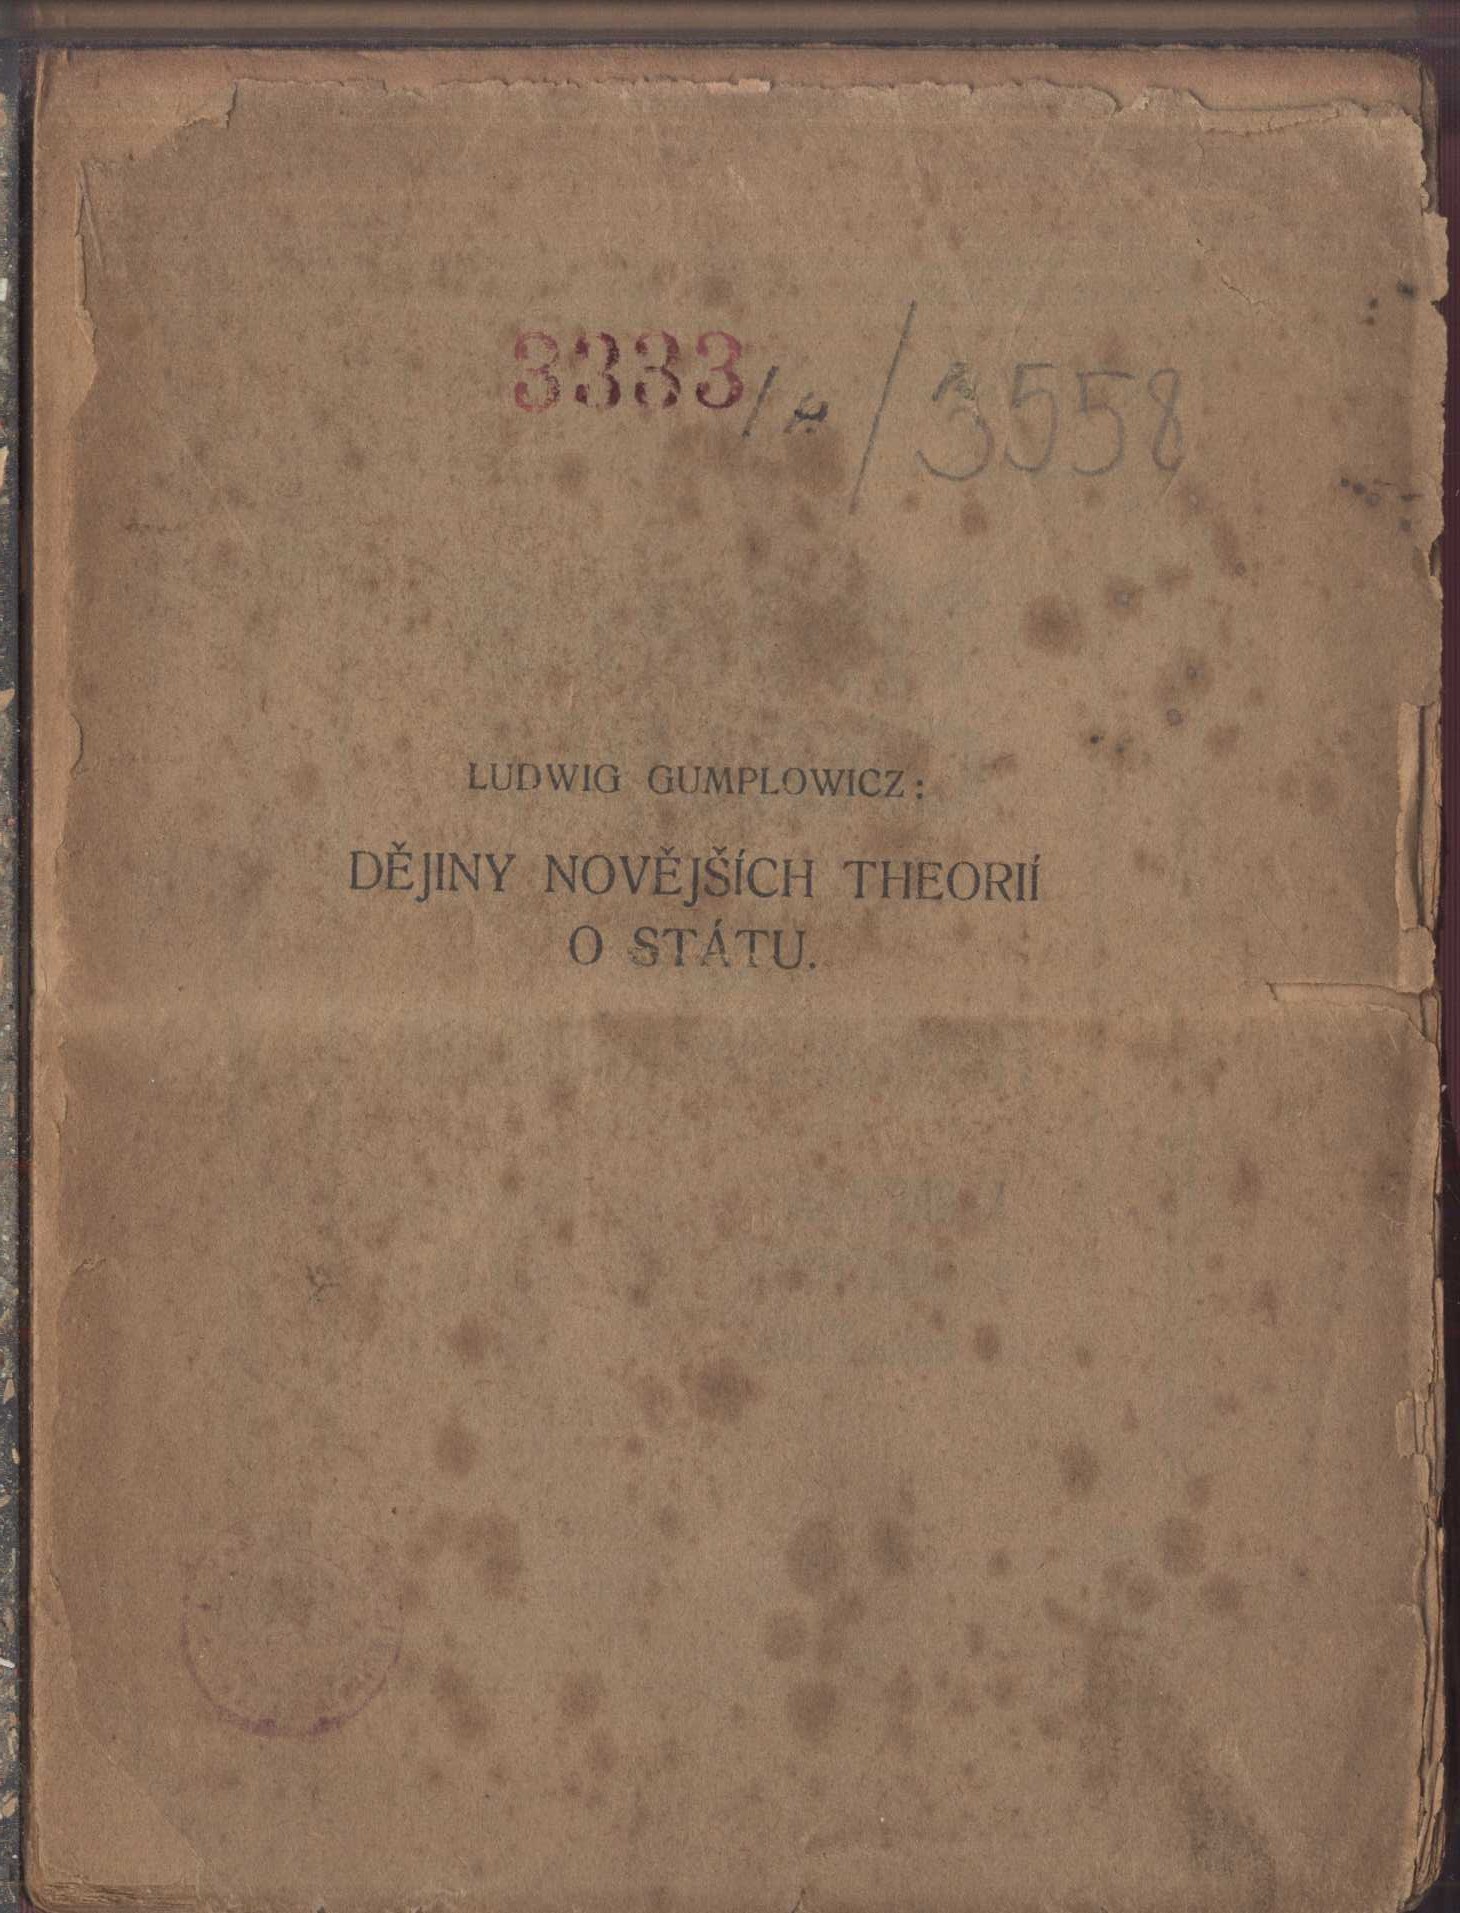 3333 / 3558
LUDWIG GUMPLOWICZ:
DĚJINY NOVĚJŠÍCH THEORIÍ
O STÁTU.